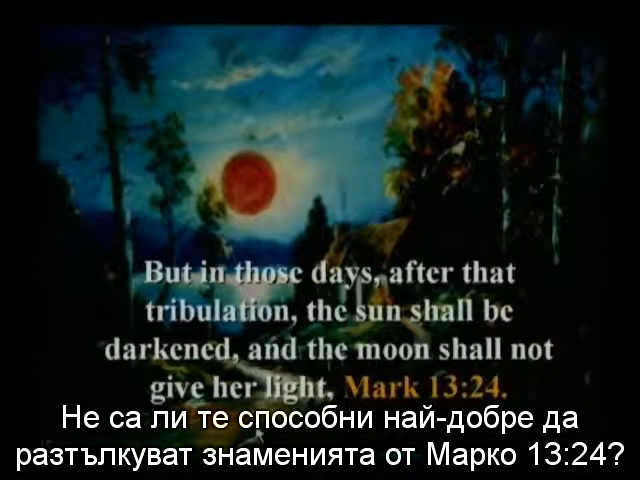 But in those days, after that
tribulation, the sun shall be
darkened, and the moon shall not
give her light, Mark 13:24.
Не са ли те способни най-добре да
разтълкуват знаменията от Марко 13:24?